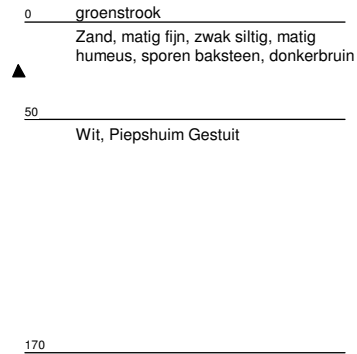 0 groenstrook
Zand, matig fijn, zwak siltig, matig
humeus, sporen baksteen, donkerbruin
50
Wit, Piepshuim Gestuit
170